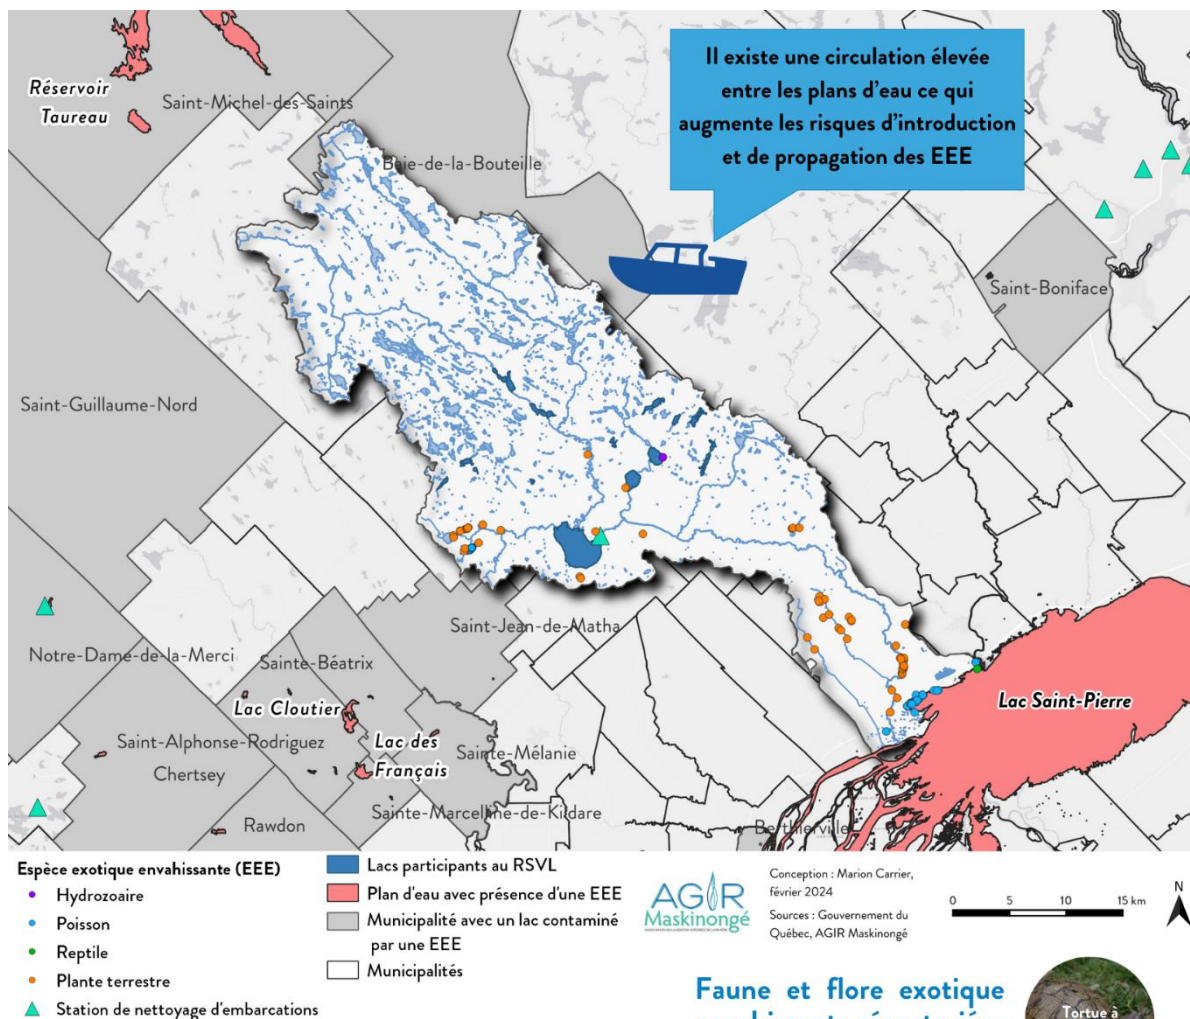 Il existe une circulation élevée
entre les plans d'eau ce qui
augmente les risques d'introduction
et de propagation des EEE
Réservoir
Taureau
Saint-Michel-des-Saints
Baie-de-la-Bouteille
Saint-Boniface
Saint-Guillaume-Nord
Saint-Jean-de-Matha
Notre-Dame-de-la-Merci
Sainte-Béatrix
Lac Cloutier
Lac Saint-Pierre
Saint-Alphonse-Rodriguez
Lac des
Français
Sainte-Mélanie
Chertsey
Sainte-Marcelline-de-Kildare
Rawdon
Berthierville
Espèce exotique envahissante (EEE)
Hydrozoaire
Poisson
Reptile
Plante terrestre
Station de nettoyage d'embarcations
Lacs participants au RSVL
Plan d'eau avec présence d'une EEE
Municipalité avec un lac contaminé
par une EEE
Municipalités
AGIR
Maskinongé
Conception : Marion Carrier,
février 2024
Sources : Gouvernement du
Québec, AGIR Maskinongé
0 5 10 15 km
N
Faune et flore exotique
Tortue à